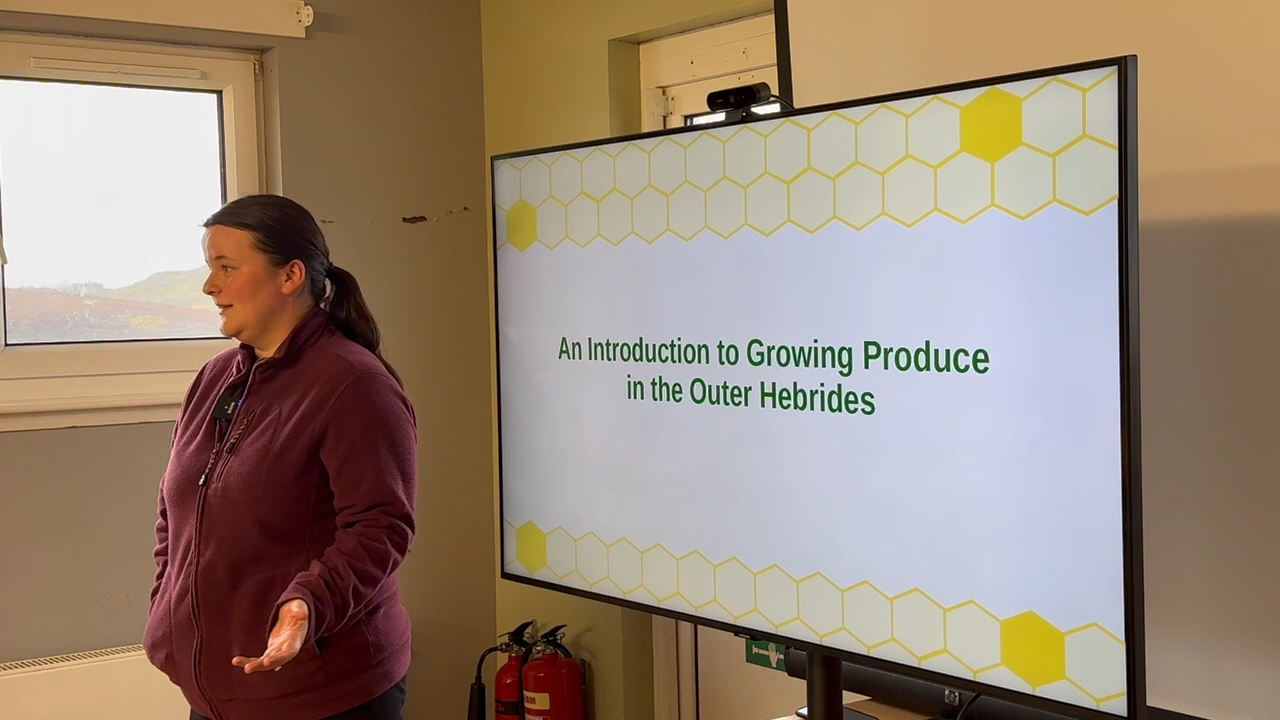 An Introduction to Growing Produce
in the Outer Hebrides